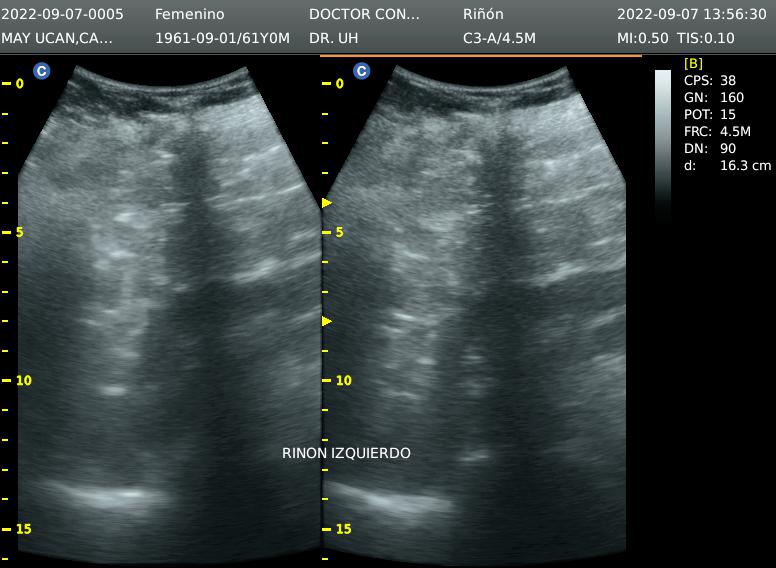 2022-09-07-0005 Femenino DOCTOR CON... Riñón 2022-09-07 13:56:30
MAY UCAN,CA... 1961-09-01/61Y0M DR. UH C3-A/4.5M MI:0.50 TIS:0.10
C
C
[B]
CPS: 38
GN: 160
POT: 15
FRC: 4.5M
DN: 90
d: 16.3 cm
0
0
5
5
10
10
RINON IZQUIERDO
15
15